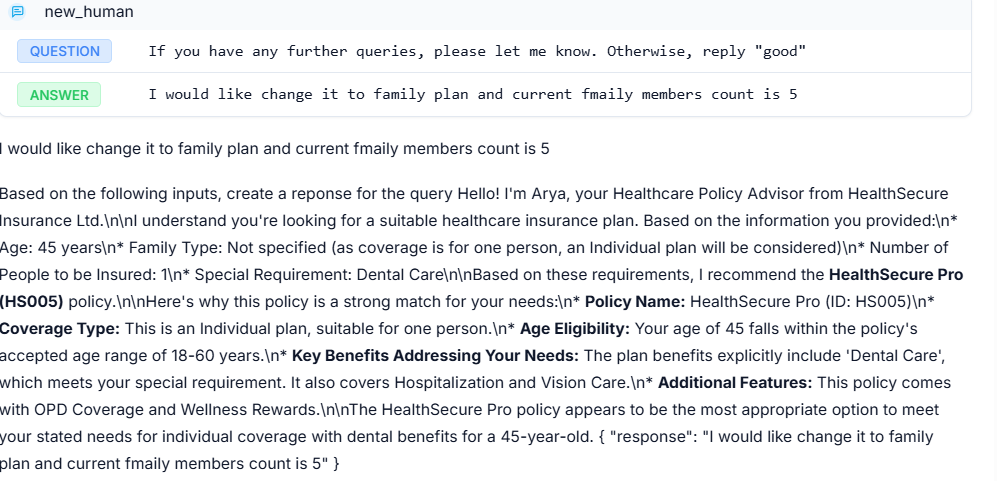 new_human
QUESTION If you have any further queries, please let me know. Otherwise, reply "good"
ANSWER I would like change it to family plan and current fmaily members count is 5
I would like change it to family plan and current fmaily members count is 5
Based on the following inputs, create a reponse for the query Hello! I'm Arya, your Healthcare Policy Advisor from HealthSecure
Insurance Ltd.\n\nI understand you're looking for a suitable healthcare insurance plan. Based on the information you provided:\n*
Age: 45 years\n* Family Type: Not specified (as coverage is for one person, an Individual plan will be considered)\n* Number of
People to be Insured: 1\n* Special Requirement: Dental Care\n\nBased on these requirements, I recommend the HealthSecure Pro
(HS005) policy.\n\nHere's why this policy is a strong match for your needs:\n* Policy Name: HealthSecure Pro (ID: HS005)\n*
Coverage Type: This is an Individual plan, suitable for one person.\n* Age Eligibility: Your age of 45 falls within the policy's
accepted age range of 18-60 years.\n* Key Benefits Addressing Your Needs: The plan benefits explicitly include 'Dental Care',
which meets your special requirement. It also covers Hospitalization and Vision Care.\n* Additional Features: This policy comes
with OPD Coverage and Wellness Rewards.\n\nThe HealthSecure Pro policy appears to be the most appropriate option to meet
your stated needs for individual coverage with dental benefits for a 45-year-old. { "response": "I would like change it to family
plan and current fmaily members count is 5" }